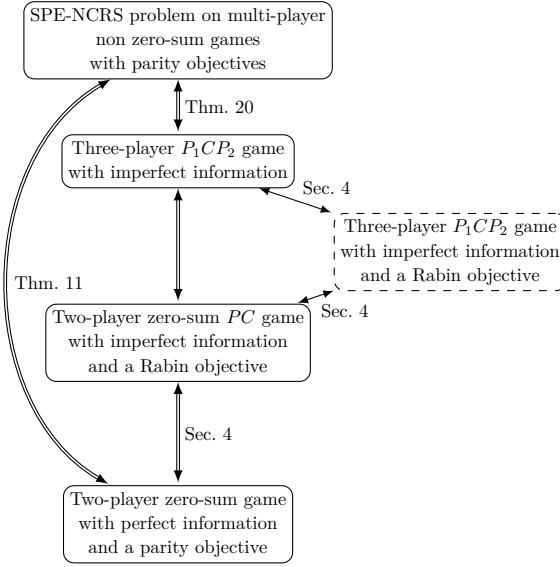 SPE-NCRS problem on multi-player
non zero-sum games
with parity objectives
Thm. 20
Three-player P₁CP₂ game
with imperfect information
Sec. 4
Three-player P₁CP₂ game
with imperfect information
and a Rabin objective
Thm. 11
Sec. 4
Two-player zero-sum PC game
with imperfect information
and a Rabin objective
Sec. 4
Two-player zero-sum game
with perfect information
and a parity objective